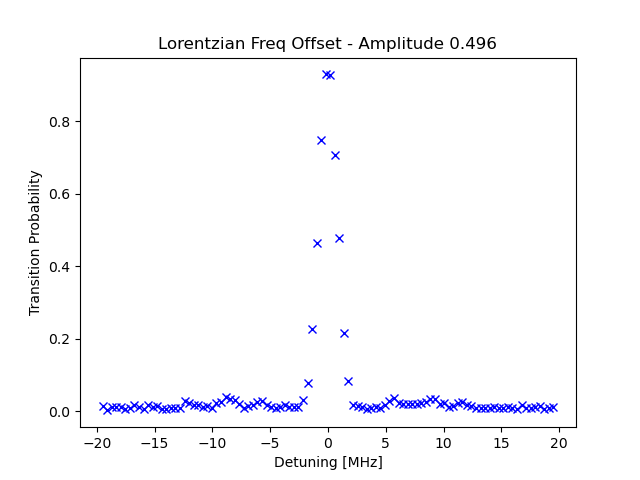 Lorentzian Freq Offset - Amplitude 0.496
Transition Probability
0.8
0.6
0.4
0.2
0.0
−20 −15 −10 −5 0 5 10 15 20
Detuning [MHz]